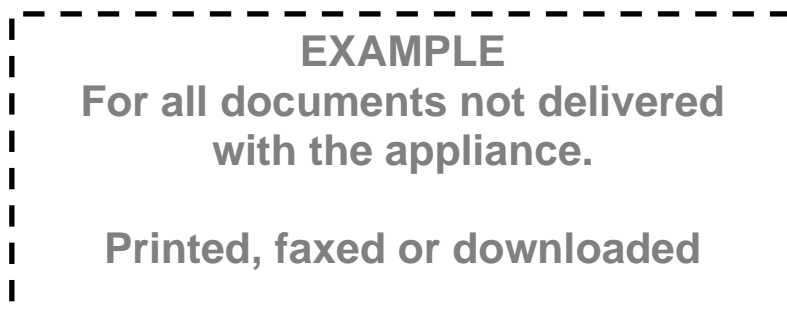 EXAMPLE
For all documents not delivered
with the appliance.
Printed, faxed or downloaded